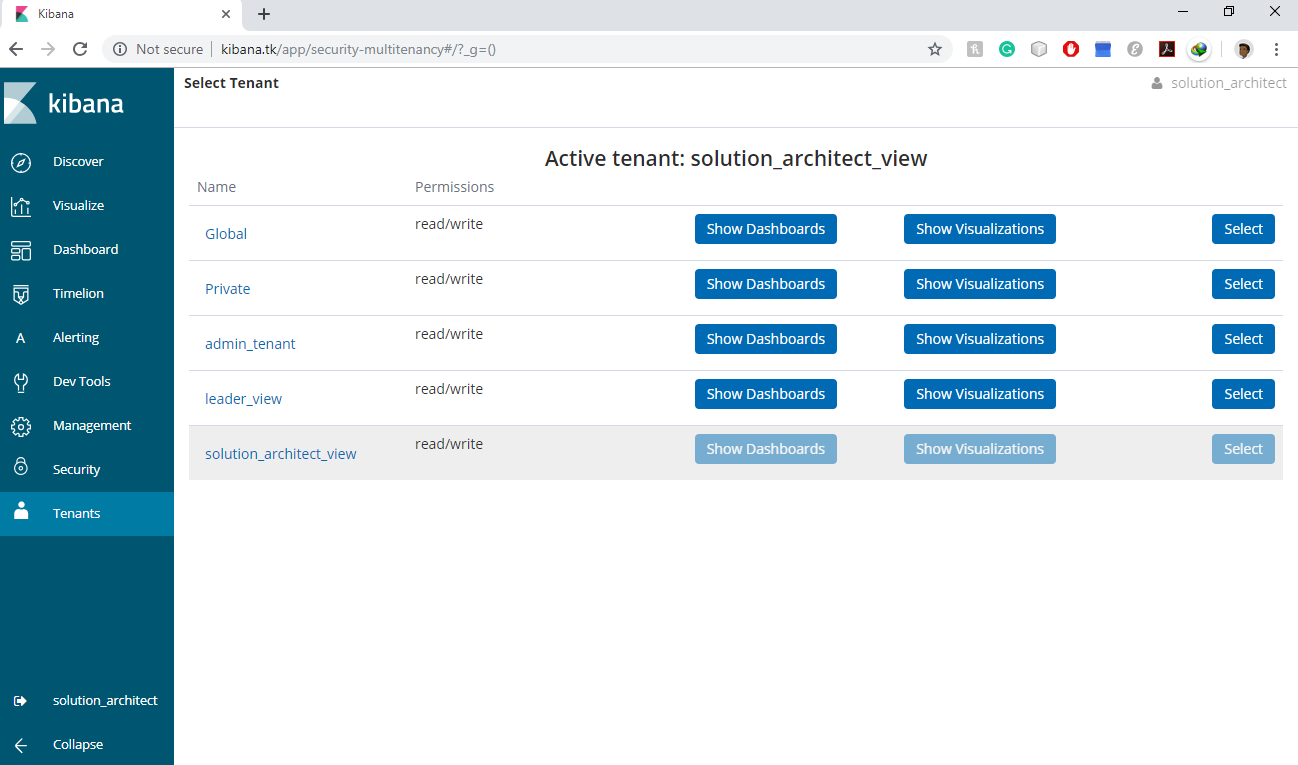 Kibana
Not secure | kibana.tk/app/security-multitenancy#/?_g=()
kibana
Discover
Visualize
Dashboard
Timelion
A Alerting
Dev Tools
Management
Security
Tenants
solution_architect
Collapse
Select Tenant
solution_architect
Active tenant: solution_architect_view
Name Permissions
Global read/write Show Dashboards Show Visualizations Select
Private read/write Show Dashboards Show Visualizations Select
admin_tenant read/write Show Dashboards Show Visualizations Select
leader_view read/write Show Dashboards Show Visualizations Select
solution_architect_view read/write Show Dashboards Show Visualizations Select